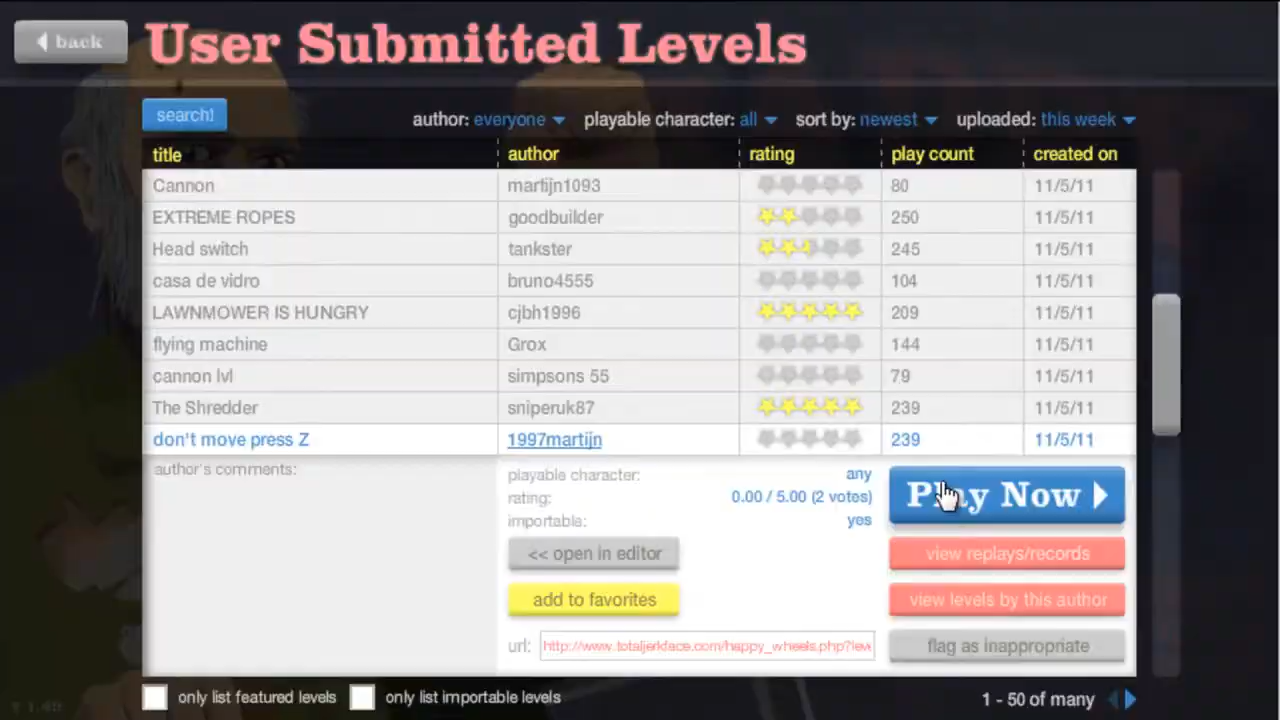 back
User Submitted Levels
search!
author: everyone
playable character: all
sort by: newest
uploaded: this week
title author rating play count created on
Cannon martijn1093 80 11/5/11
EXTREME ROPES goodbuilder 250 11/5/11
Head switch tankster 245 11/5/11
casa de vidro bruno4555 104 11/5/11
LAWNMOWER IS HUNGRY cjbh1996 209 11/5/11
flying machine Grox 144 11/5/11
cannon lvl simpsons 55 79 11/5/11
The Shredder sniperuk87 239 11/5/11
don't move press Z 1997martijn 239 11/5/11
author's comments:
playable character: any
rating: 0.00 / 5.00 (2 votes)
importable: yes
<< open in editor
add to favorites
url: http://www.totaljerkface.com/happy_wheels.php?lev
Play Now
view replays/records
view levels by this author
flag as inappropriate
only list featured levels
only list importable levels
1 - 50 of many